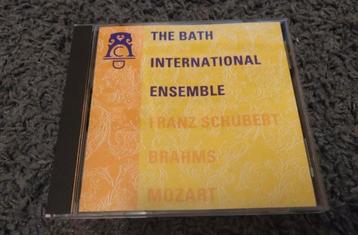 C
THE BATH
INTERNATIONAL
ENSEMBLE
FRANZ SCHUBERT
BRAHMS
MOZART